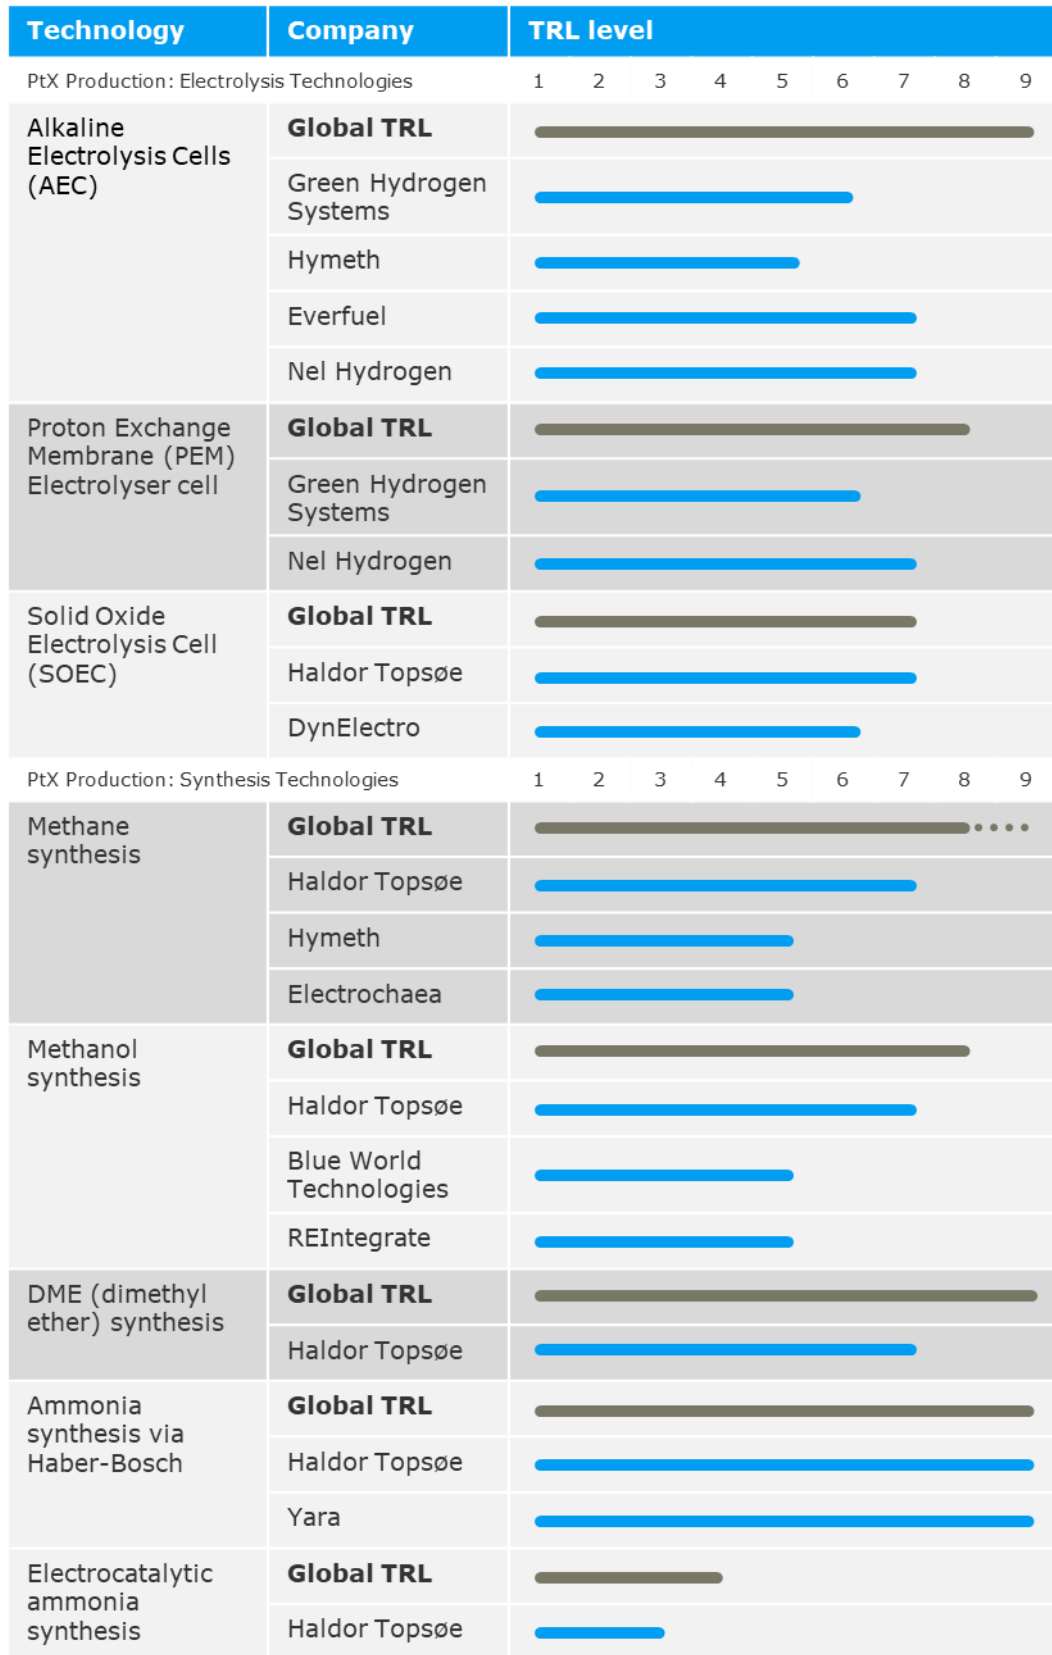 Technology Company TRL level
PtX Production: Electrolysis Technologies 1 2 3 4 5 6 7 8 9
Alkaline
Electrolysis Cells
(AEC)
Global TRL
Green Hydrogen
Systems
Hymeth
Everfuel
Nel Hydrogen
Proton Exchange
Membrane (PEM)
Electrolyser cell
Global TRL
Green Hydrogen
Systems
Nel Hydrogen
Solid Oxide
Electrolysis Cell
(SOEC)
Global TRL
Haldor Topsøe
DynElectro
PtX Production: Synthesis Technologies 1 2 3 4 5 6 7 8 9
Methane
synthesis
Global TRL
Haldor Topsøe
Hymeth
Electrochaea
Methanol
synthesis
Global TRL
Haldor Topsøe
Blue World
Technologies
REIntegrate
DME (dimethyl
ether) synthesis
Global TRL
Haldor Topsøe
Ammonia
synthesis via
Haber-Bosch
Global TRL
Haldor Topsøe
Yara
Electrocatalytic
ammonia
synthesis
Global TRL
Haldor Topsøe